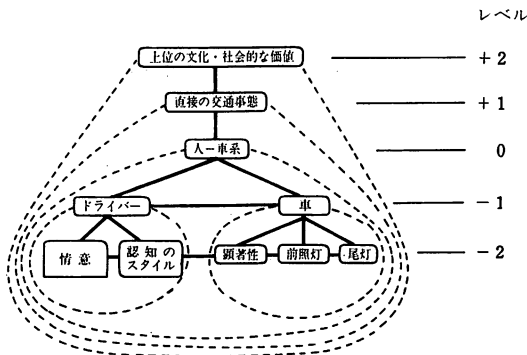 レベル
上位の文化・社会的な価値
+2
直接の交通事態
+1
人ー車系
0
ドライバー
車
-1
情意
認知の
スタイル
顕著性
前照灯
尾灯
-2